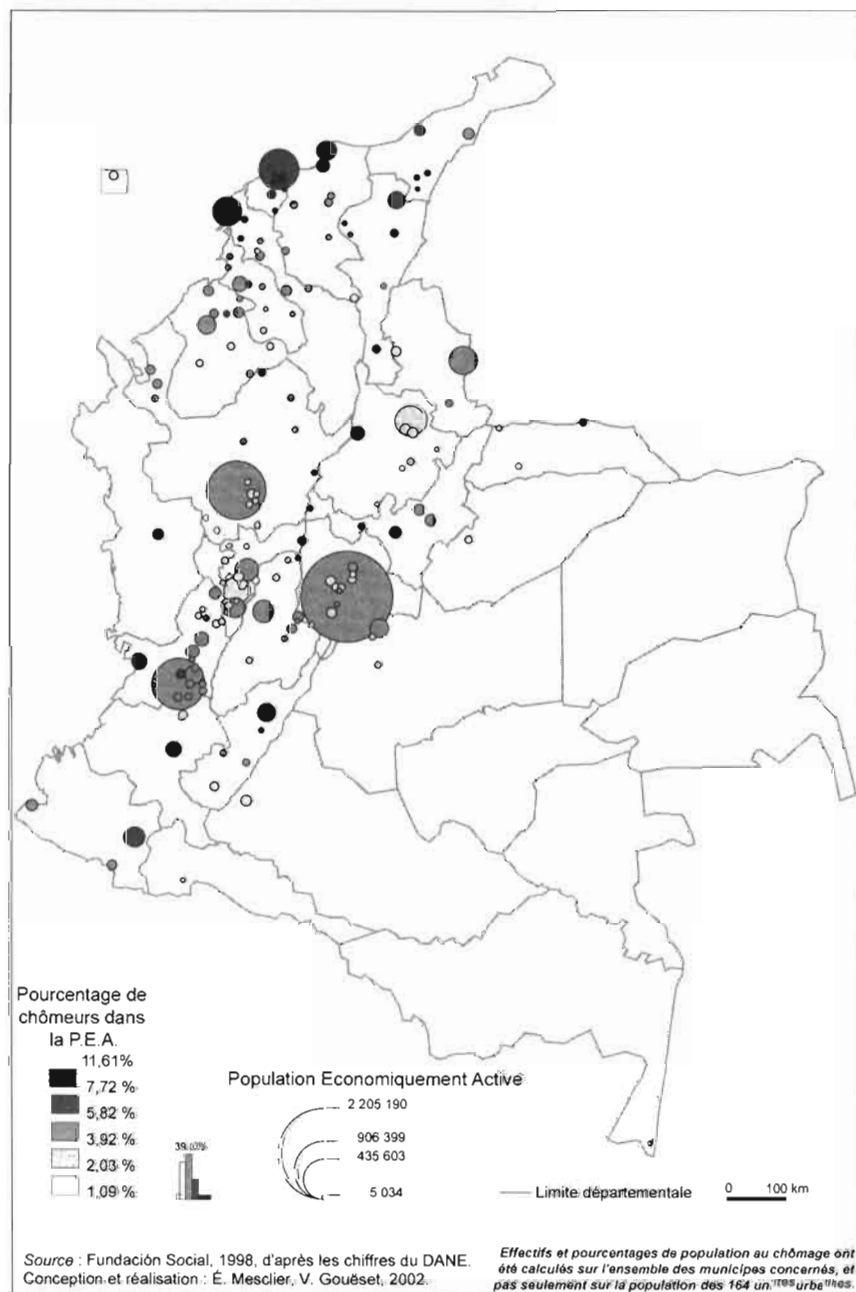 Pourcentage de
chômeurs dans
la P.E.A.
11,61%
7,72 %
5,82 %
3,92 %
2,03 %
1,09 %
Population Economiquement Active
2 205 190
906 399
435 603
5 034
Limite départementale
0 100 km
Source : Fundación Social, 1998, d'après les chiffres du DANE.
Conception et réalisation : É. Mesclier, V. Gouëset, 2002.
Effectifs et pourcentages de population au chômage ont
été calculés sur l'ensemble des municipes concernés, et
pas seulement sur la population des 164